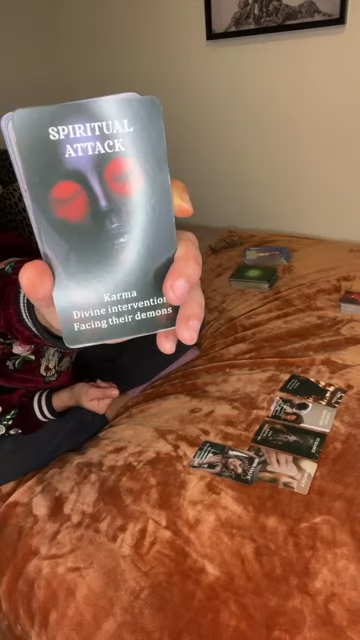 SPIRITUAL
ATTACK
Karma
Divine intervention
Facing their demons